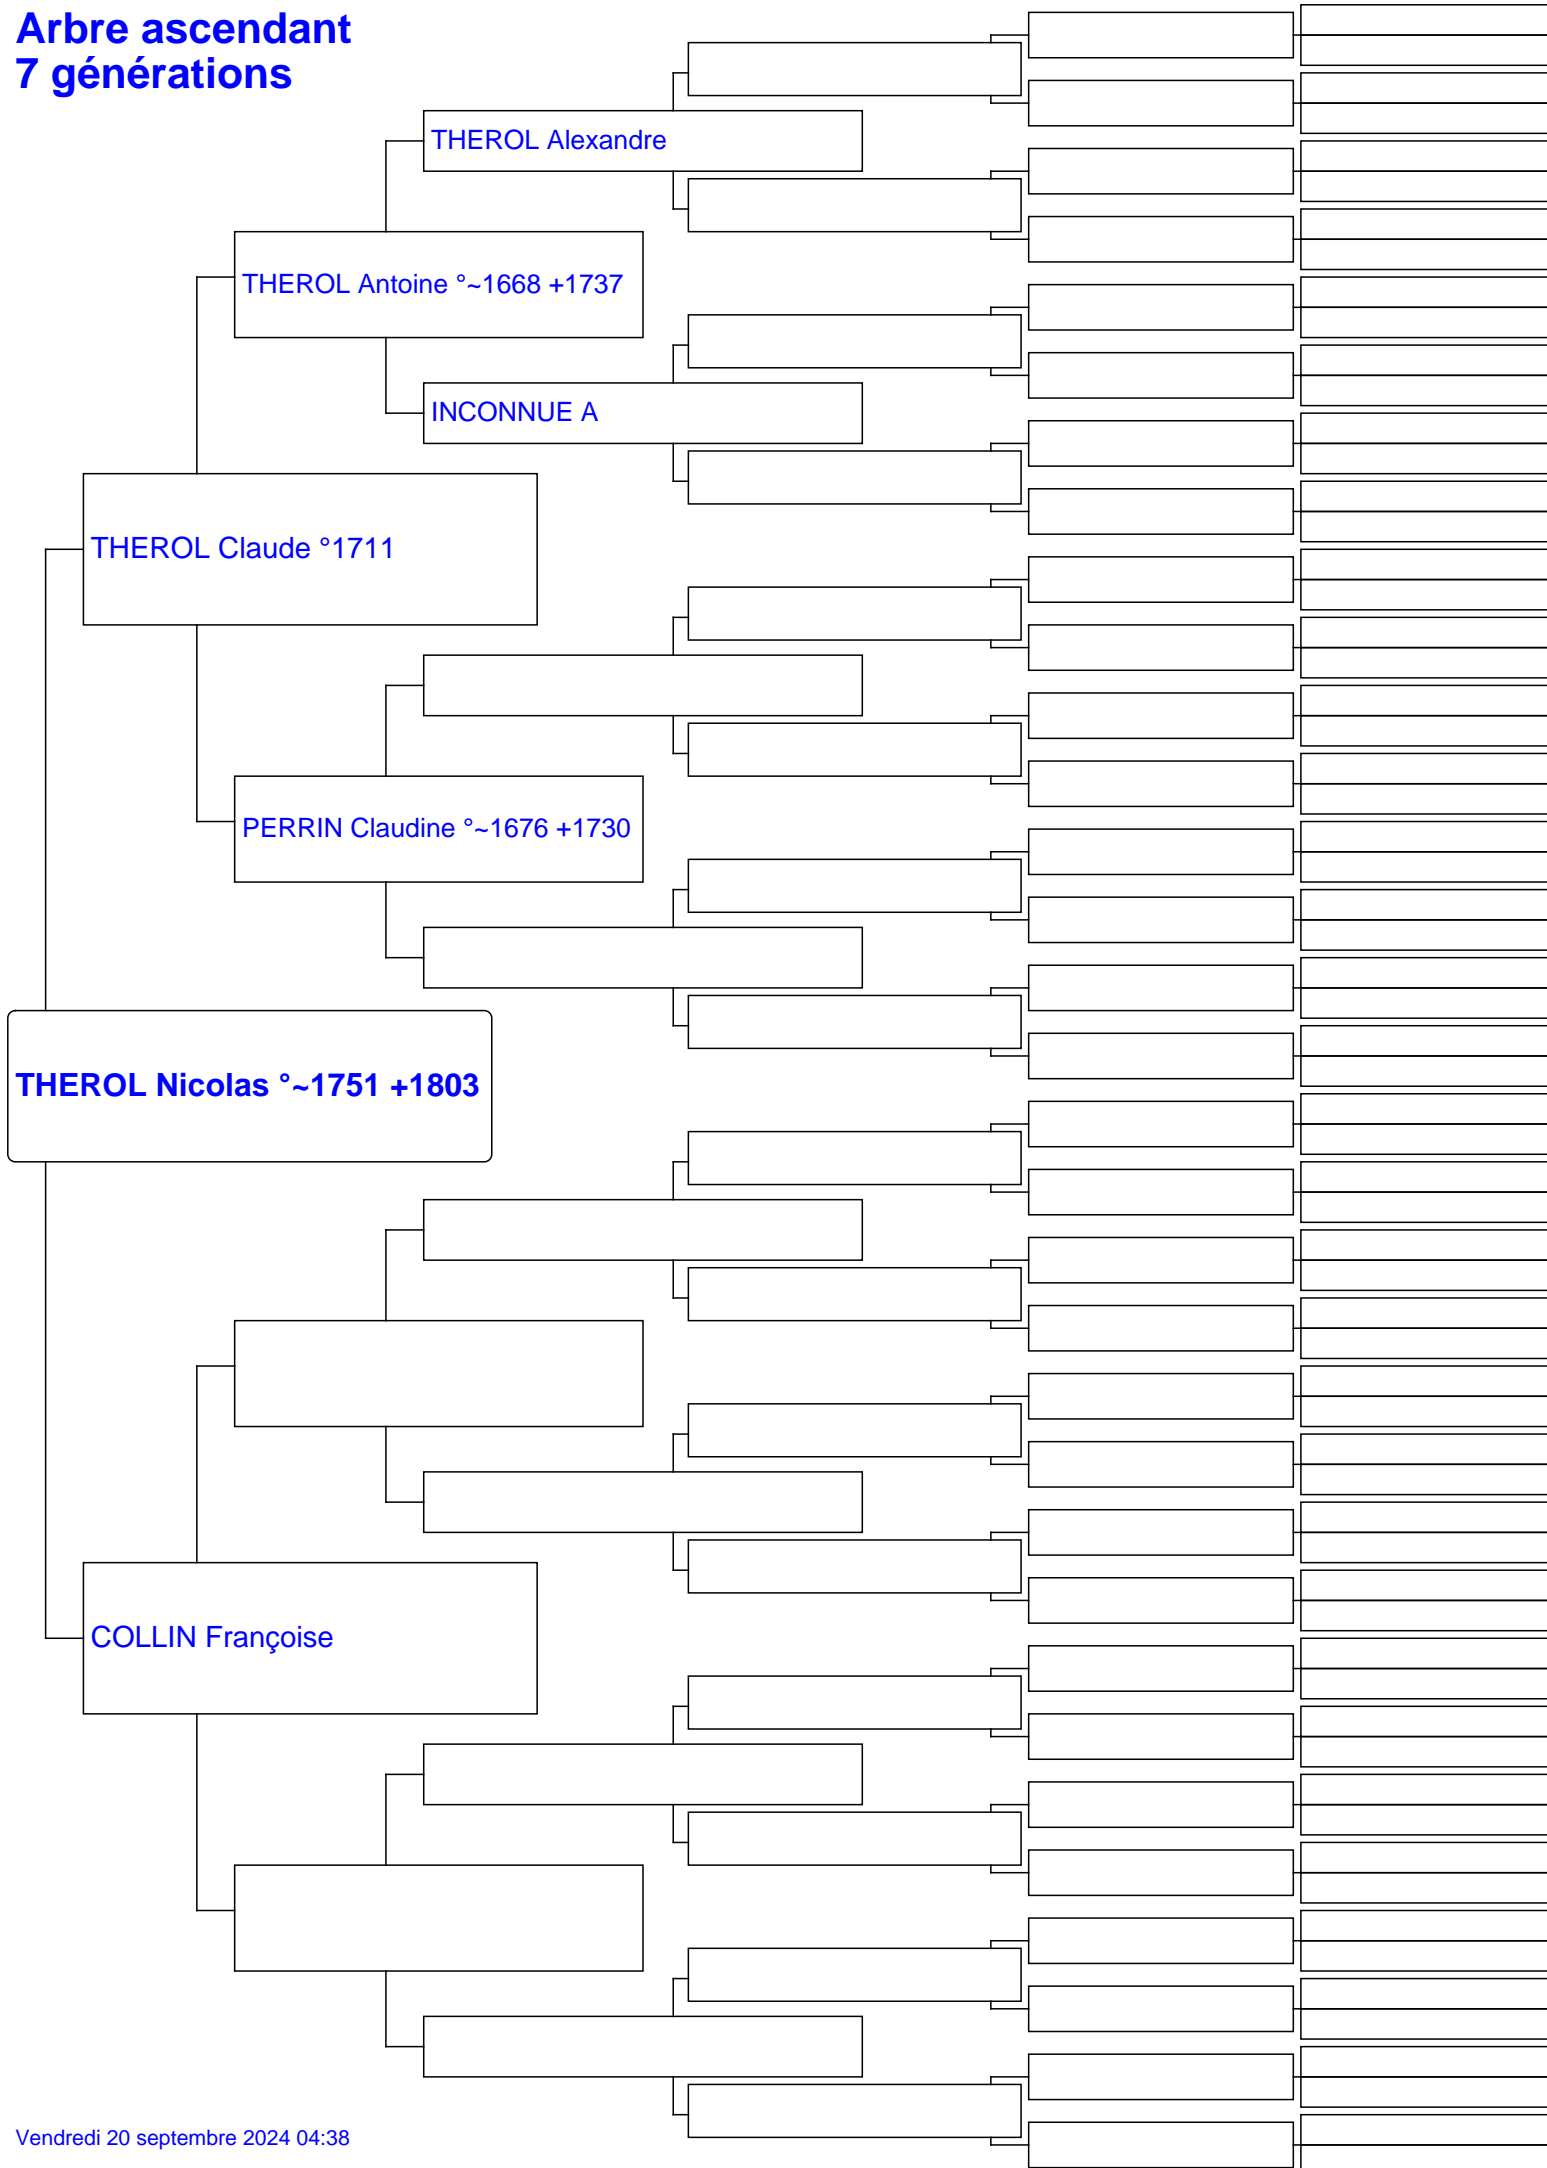 Arbre ascendant
7 générations
THEROL Alexandre
THEROL Antoine °~1668 +1737
INCONNUE A
THEROL Claude °1711
PERRIN Claudine °~1676 +1730
THEROL Nicolas °~1751 +1803
COLLIN Françoise
Vendredi 20 septembre 2024 04:38